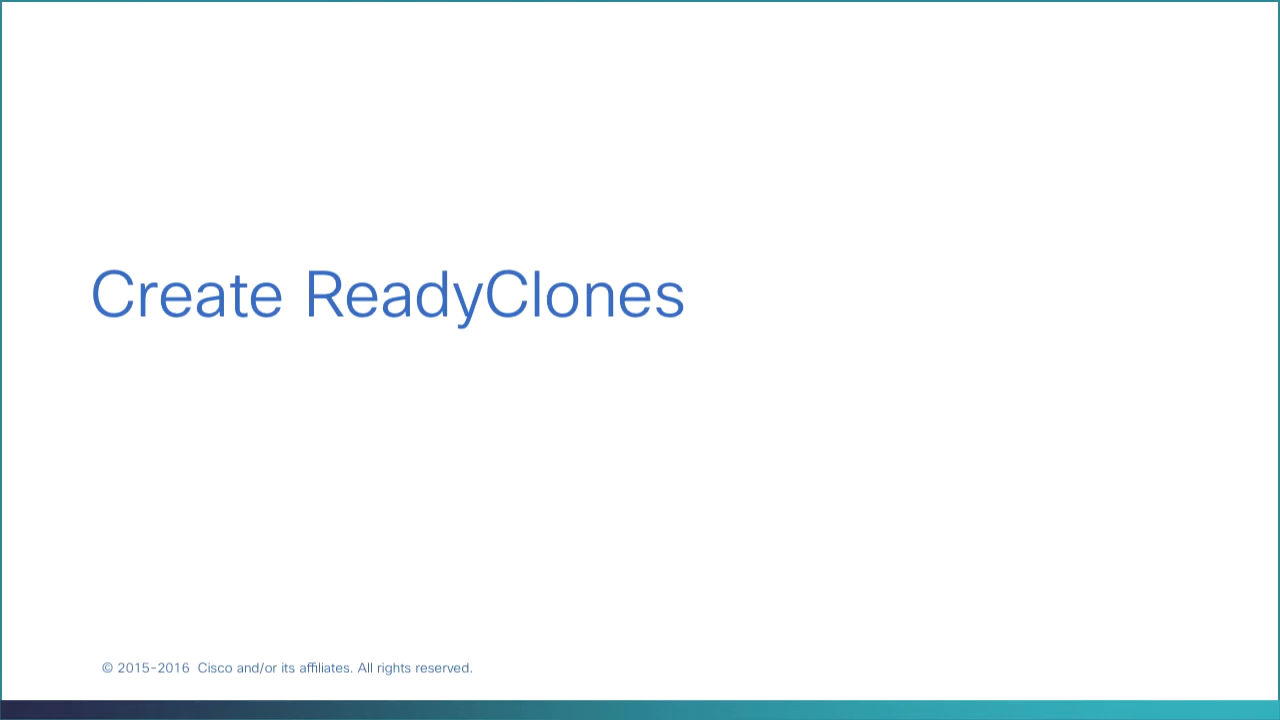 Create ReadyClones
© 2015-2016 Cisco and/or its affiliates. All rights reserved.